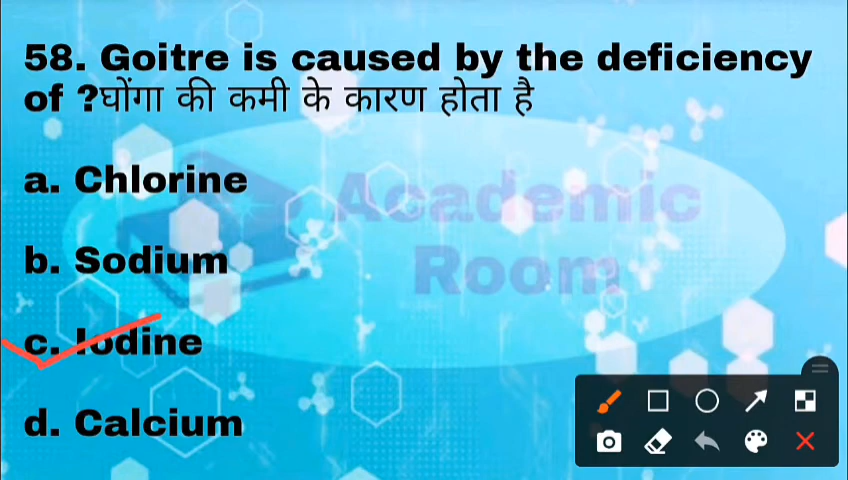 58. Goitre is caused by the deficiency
of ?घोंगा की कमी के कारण होता है
a. Chlorine
b. Sodium
c. Iodine
d. Calcium
Academic
Room